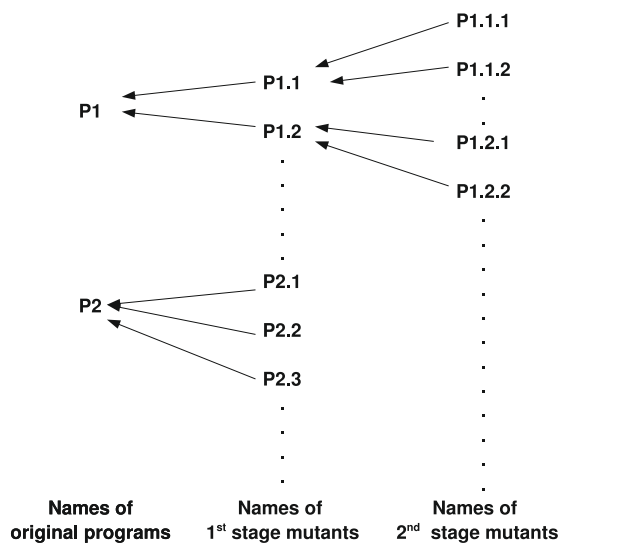 P1.1.1
P1.1
P1.1.2
P1
P1.2
P1.2.1
P1.2.2
P2.1
P2
P2.2
P2.3
Names of
original programs
Names of
1st stage mutants
Names of
2nd stage mutants